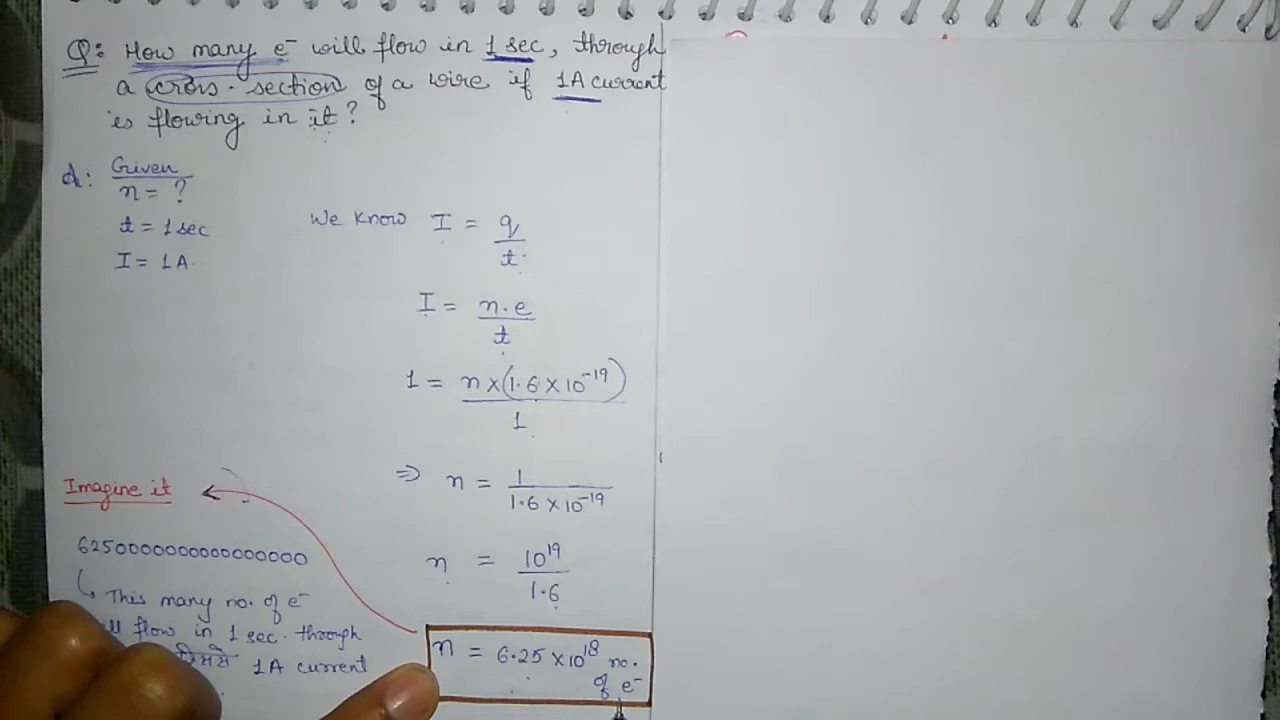 Q: How many e⁻ will flow in 1 sec, through
a cross-section of a wire if 1A current
is flowing in it?
A: Given
n = ?
t = 1 sec
I = 1A
We know I = q/t
I = n.e/t
1 = n×(1.6×10⁻¹⁹)/1
⇒ n = 1/1.6×10⁻¹⁹
n = 10¹⁹/1.6
n = 6.25×10¹⁸ no.
of e⁻
Imagine it
6250000000000000000
This many no. of e⁻
will flow in 1 sec. through
जिससे 1A current